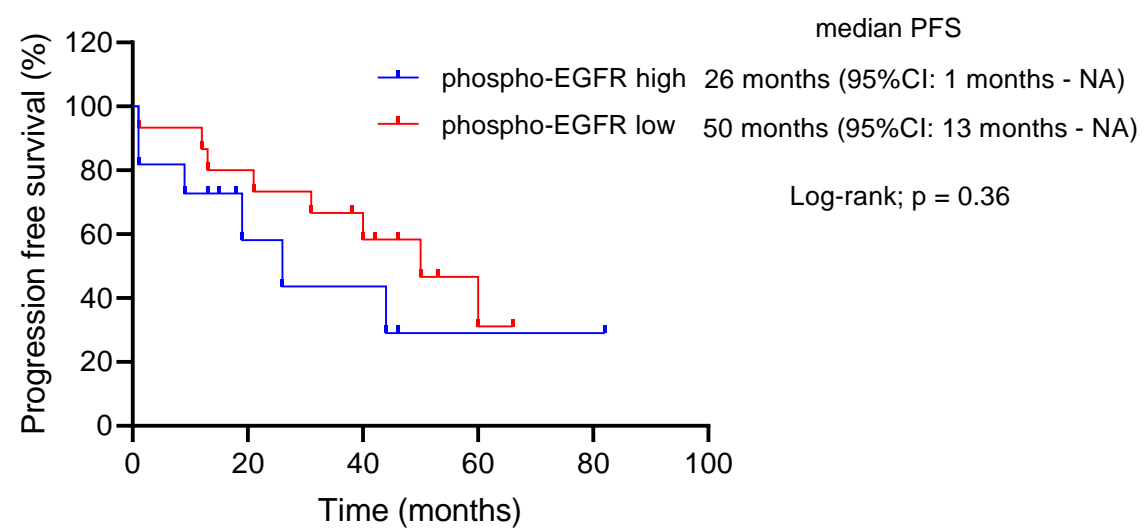 median PFS
phospho-EGFR high 26 months (95%CI: 1 months - NA)
phospho-EGFR low 50 months (95%CI: 13 months - NA)
Log-rank; p = 0.36
Progression free survival (%)
120
100
80
60
40
20
0
0 20 40 60 80 100
Time (months)